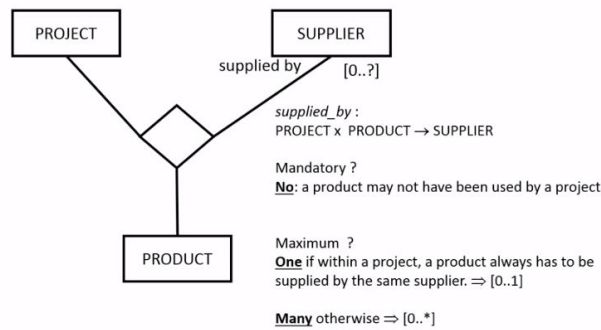 PROJECT
SUPPLIER
supplied by
[0..?]
supplied_by :
PROJECT x PRODUCT → SUPPLIER
Mandatory ?
No: a product may not have been used by a project
PRODUCT
Maximum ?
One if within a project, a product always has to be
supplied by the same supplier. ⇒ [0..1]
Many otherwise ⇒ [0..*]